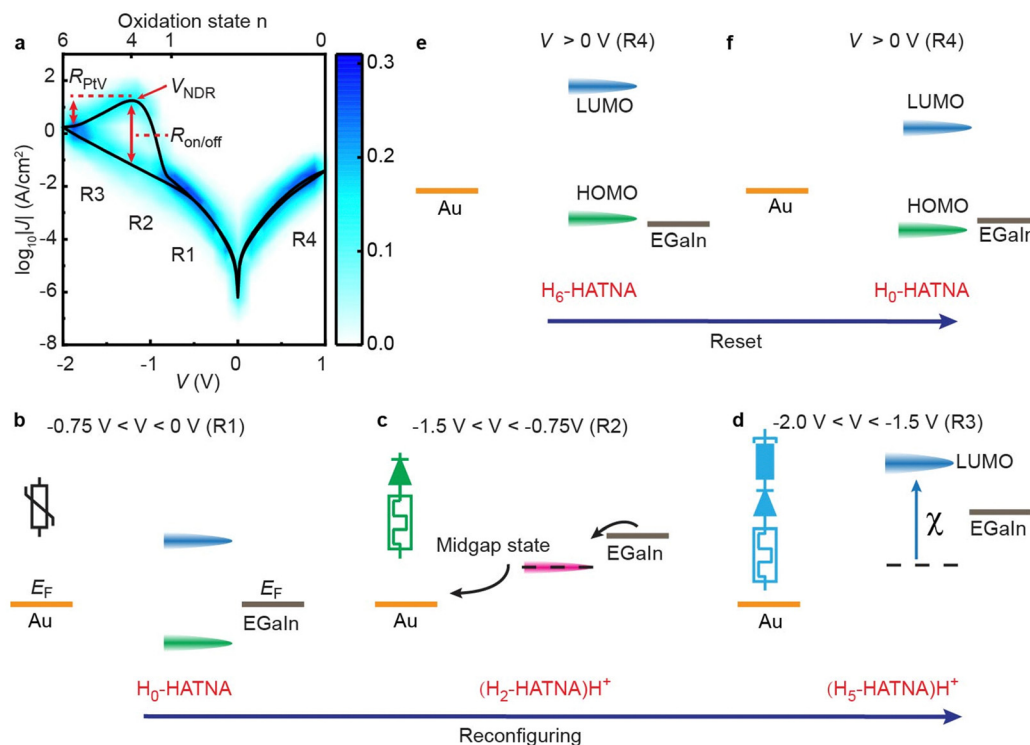 a
Oxidation state n
6 4 1 0
R_PtV
V_NDR
R_on/off
R3
R2
R1
R4
log₁₀|J| (A/cm²)
2
0
-2
-4
-6
-8
-2 -1 0 1
V (V)
0.3
0.2
0.1
0.0
e
V > 0 V (R4)
LUMO
HOMO
Au
EGaIn
H₆-HATNA
f
V > 0 V (R4)
LUMO
HOMO
Au
EGaIn
H₀-HATNA
Reset
b
-0.75 V < V < 0 V (R1)
E_F
Au
E_F
EGaIn
H₀-HATNA
c
-1.5 V < V < -0.75V (R2)
Midgap state
EGaIn
Au
(H₂-HATNA)H⁺
d
-2.0 V < V < -1.5 V (R3)
LUMO
χ
EGaIn
Au
(H₅-HATNA)H⁺
Reconfiguring